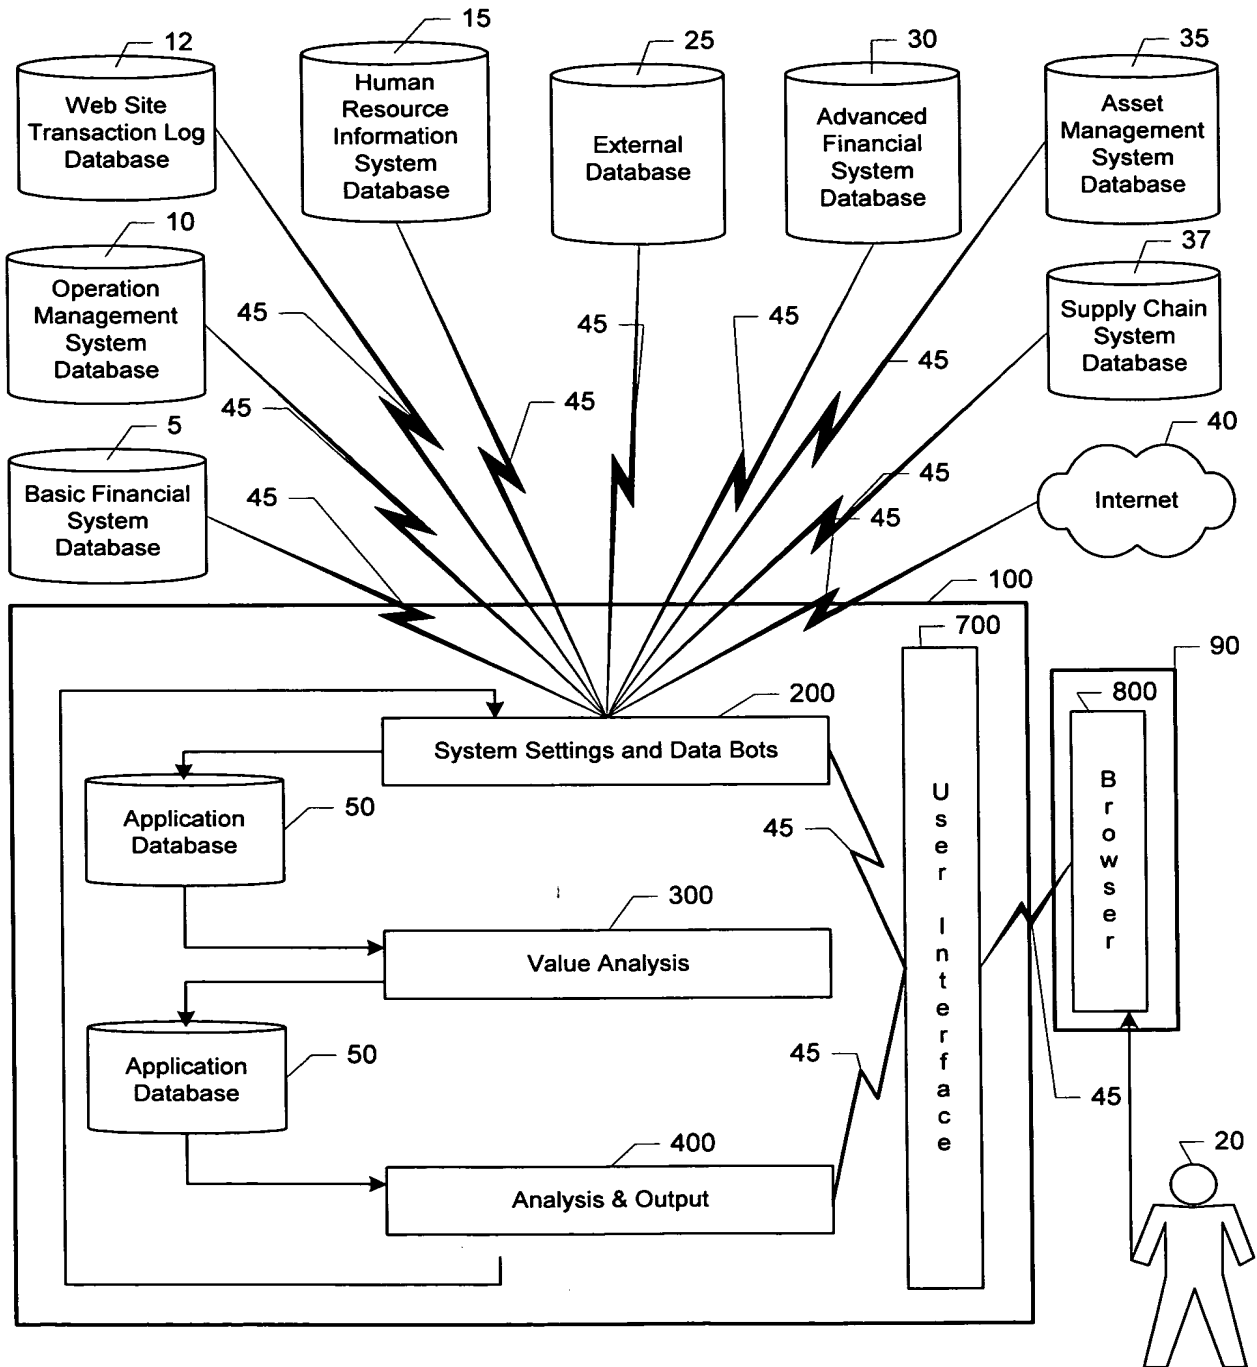 12
Web Site
Transaction Log
Database
15
Human
Resource
Information
System
Database
25
External
Database
30
Advanced
Financial
System
Database
35
Asset
Management
System
Database
10
Operation
Management
System
Database
37
Supply Chain
System
Database
5
Basic Financial
System
Database
40
Internet
45
45
45
45
45
45
45
45
45
100
700
User Interface
90
800
Browser
200
System Settings and Data Bots
50
Application
Database
45
300
Value Analysis
50
Application
Database
45
45
400
Analysis & Output
20